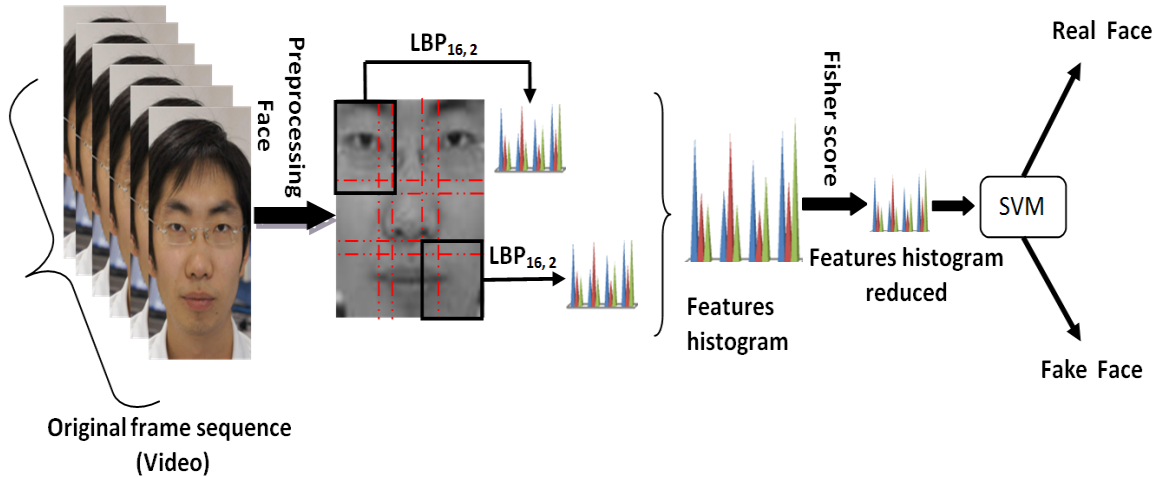 Original frame sequence
(Video)
Preprocessing
Face
LBP16, 2
LBP16, 2
Features
histogram
Fisher score
Features histogram
reduced
SVM
Real Face
Fake Face